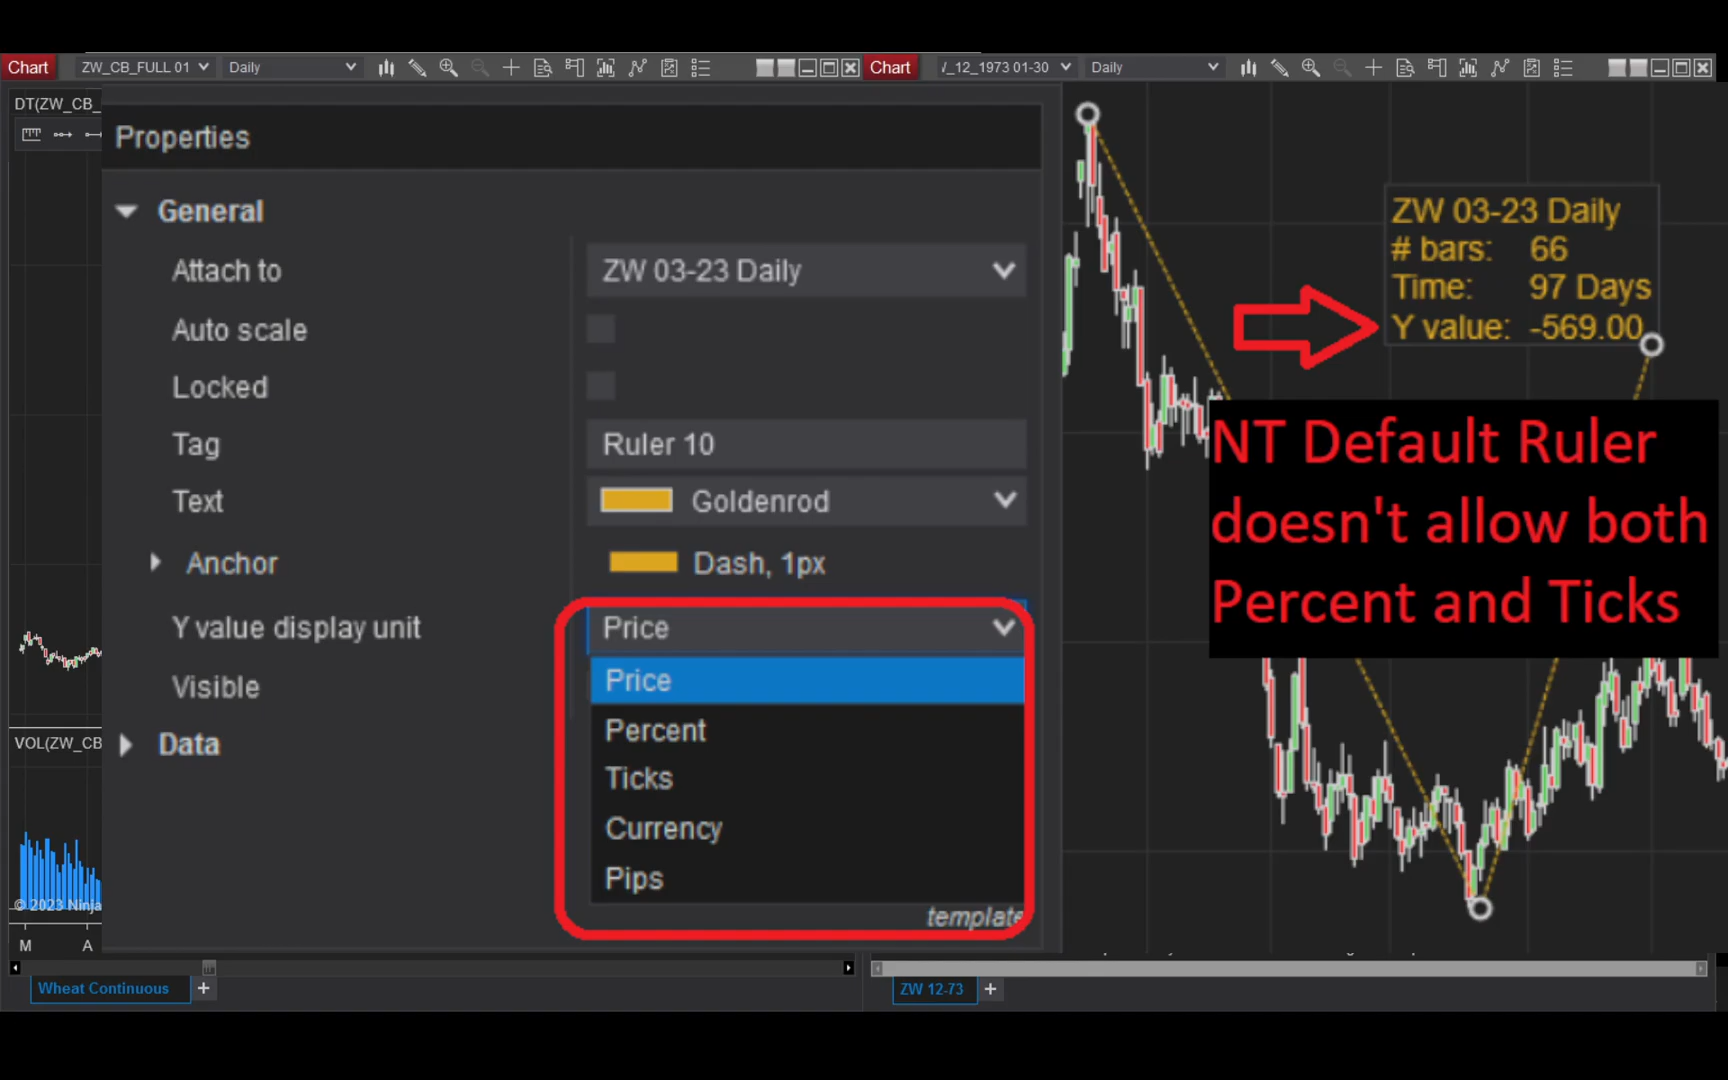 Chart
ZW_CB_FULL 01
Daily
Chart
/_12_1973 01-30
Daily
DT(ZW_CB_
Properties
General
Attach to
ZW 03-23 Daily
Auto scale
Locked
Tag
Ruler 10
Text
Goldenrod
Anchor
Dash, 1px
Y value display unit
Price
Visible
Price
Percent
Ticks
Currency
Pips
template
Data
VOL(ZW_CB
© 2023 Ninja
M
A
Wheat Continuous
+
ZW 03-23 Daily
# bars: 66
Time: 97 Days
Y value: -569.00
NT Default Ruler
doesn't allow both
Percent and Ticks
ZW 12-73
+